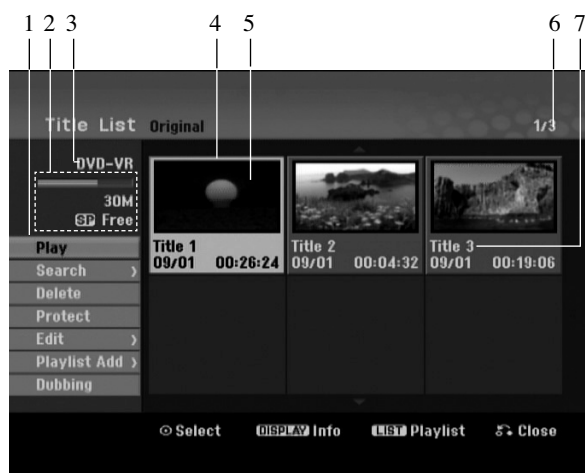 1 2 3 4 5 6 7
Title List Original 1/3
DVD-VR
30M
SP Free
Play
Search
Delete
Protect
Edit
Playlist Add
Dubbing
Title 1
09/01 00:26:24
Title 2
09/01 00:04:32
Title 3
09/01 00:19:06
Select DISPLAY Info LIST Playlist Close